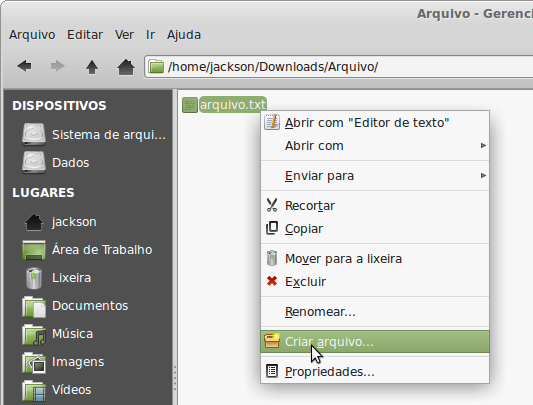 Arquivo - Gerenci
Arquivo Editar Ver Ir Ajuda
/home/jackson/Downloads/Arquivo/
DISPOSITIVOS
Sistema de arqui...
Dados
LUGARES
jackson
Área de Trabalho
Lixeira
Documentos
Música
Imagens
Vídeos
arquivo.txt
Abrir com "Editor de texto"
Abrir com
Enviar para
Recortar
Copiar
Mover para a lixeira
Excluir
Renomear...
Criar arquivo...
Propriedades...